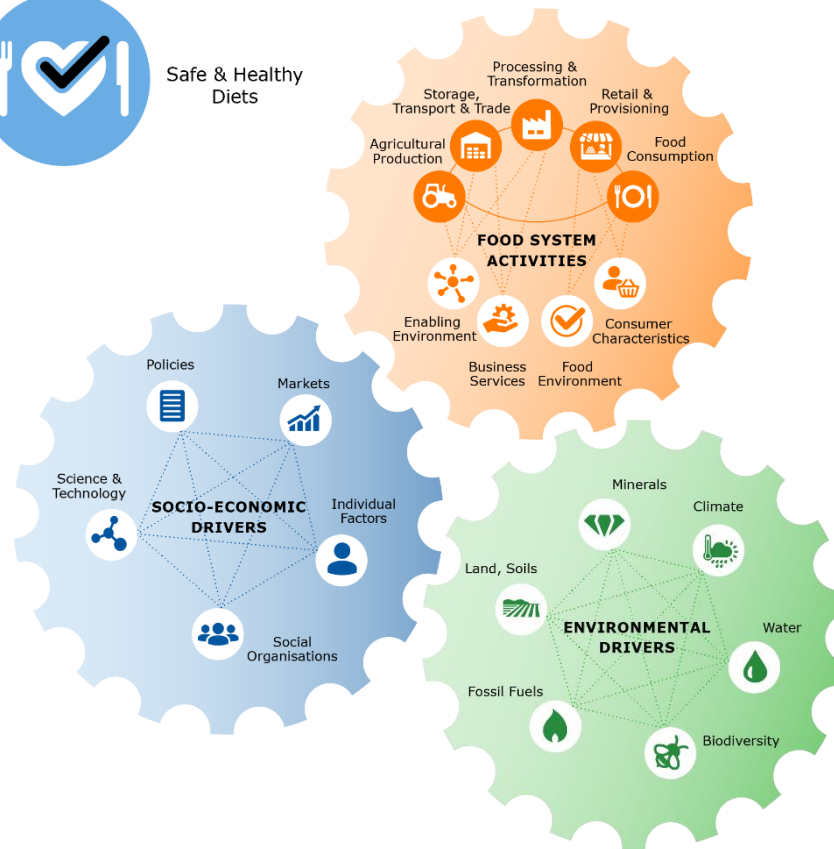 Safe & Healthy
Diets
Processing &
Transformation
Storage,
Transport & Trade
Retail &
Provisioning
Agricultural
Production
Food
Consumption
FOOD SYSTEM
ACTIVITIES
Enabling
Environment
Business
Services
Food
Environment
Consumer
Characteristics
Policies
Markets
Science &
Technology
SOCIO-ECONOMIC
DRIVERS
Individual
Factors
Social
Organisations
Minerals
Climate
Land, Soils
ENVIRONMENTAL
DRIVERS
Water
Fossil Fuels
Biodiversity